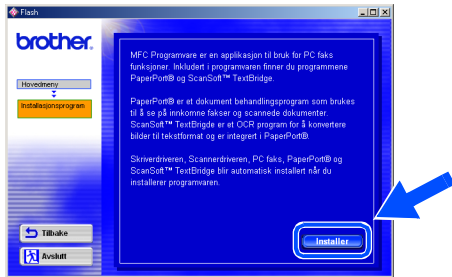 Flash
brother.
Hovedmeny
Installasjonsprogram
MFC Programvare er en applikasjon til bruk for PC faks
funksjoner. Inkludert i programvaren finner du programmene
PaperPort® og ScanSoft™ TextBridge.
PaperPort® er et dokument behandlingsprogram som brukes
til å se på innkomne fakser og scannede dokumenter.
ScanSoft™ TextBrigde er et OCR program for å konvertere
bilder til tekstformat og er integrert i PaperPort®.
Skriverdriveren, Scannerdriveren, PC faks, PaperPort® og
ScanSoft™ TextBridge blir automatisk installert når du
installerer programvaren.
Tilbake
Avslutt
Installer